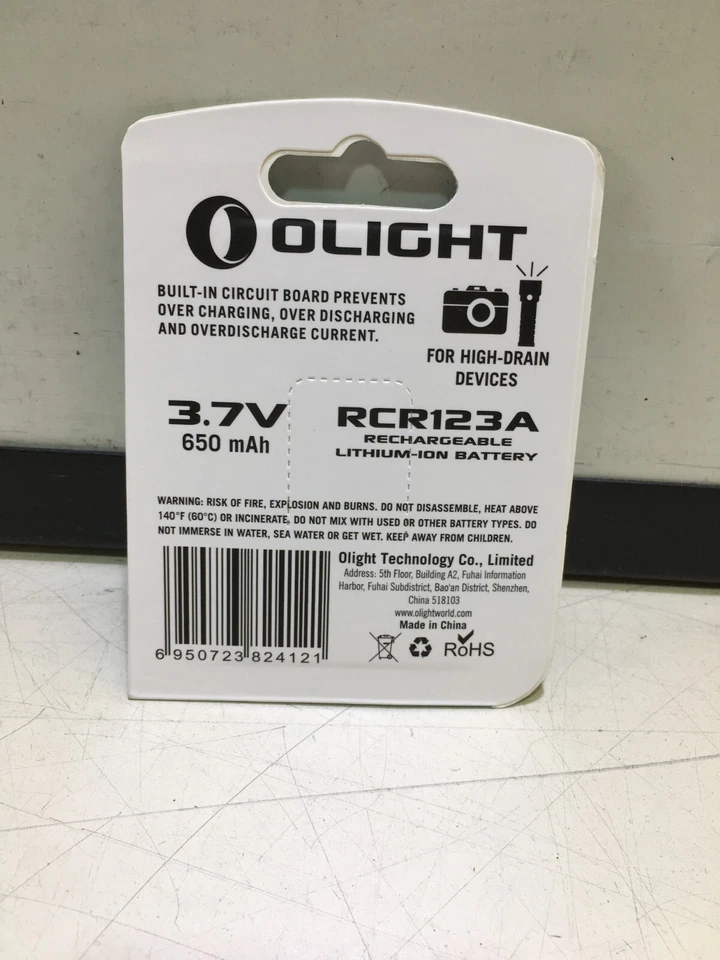 OLIGHT
BUILT-IN CIRCUIT BOARD PREVENTS
OVER CHARGING, OVER DISCHARGING
AND OVERDISCHARGE CURRENT.
FOR HIGH-DRAIN
DEVICES
3.7V
650 mAh
RCR123A
RECHARGEABLE
LITHIUM-ION BATTERY
WARNING: RISK OF FIRE, EXPLOSION AND BURNS. DO NOT DISASSEMBLE, HEAT ABOVE
140°F (60°C) OR INCINERATE. DO NOT MIX WITH USED OR OTHER BATTERY TYPES. DO
NOT IMMERSE IN WATER, SEA WATER OR GET WET. KEEP AWAY FROM CHILDREN.
6 950723 824121
Olight Technology Co., Limited
Address: 5th Floor, Building A2, Fuhai Information
Harbor, Fuhai Subdistrict, Bao'an District, Shenzhen,
China 518103
www.olightworld.com
Made in China
RoHS